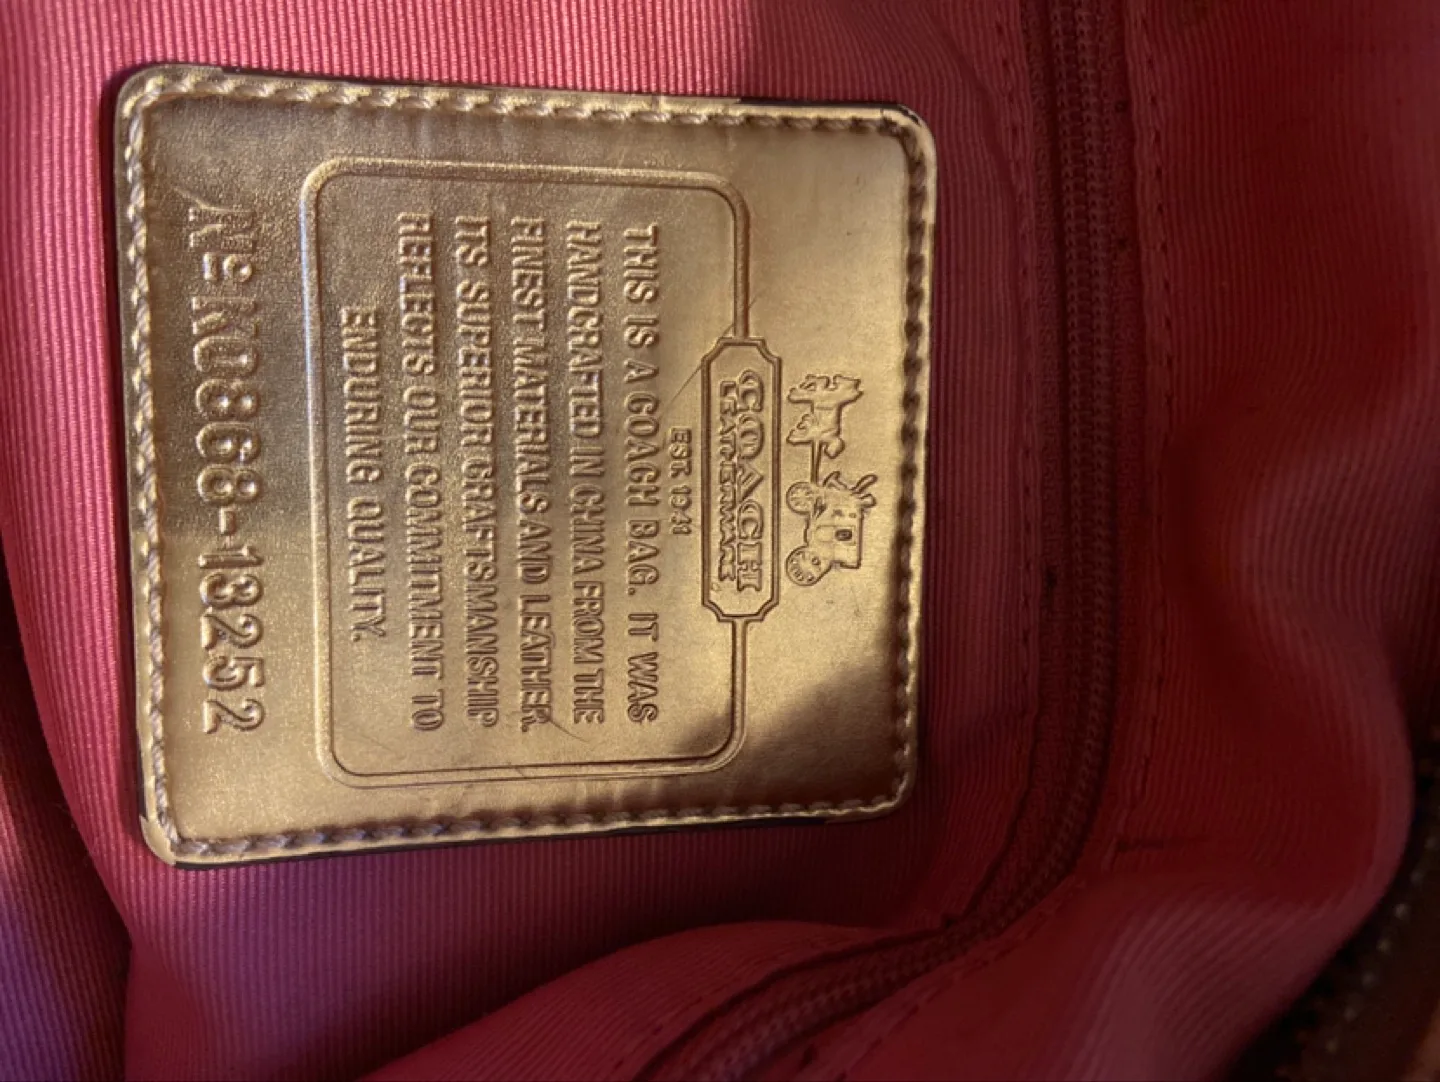 COACH
LEATHERWARE
EST. 1941
THIS IS A COACH BAG. IT WAS
HANDCRAFTED IN CHINA FROM THE
FINEST MATERIALS AND LEATHER.
ITS SUPERIOR CRAFTSMANSHIP
REFLECTS OUR COMMITMENT TO
ENDURING QUALITY.
Nº K0868-13252